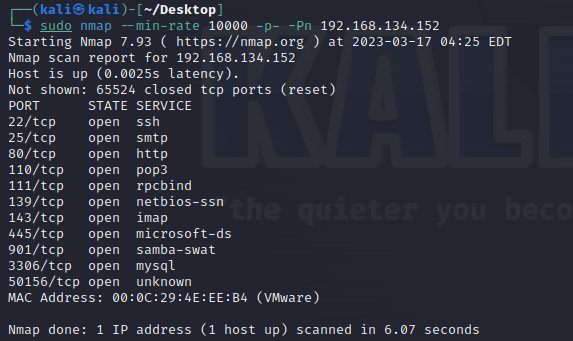 ┌──(kali㉿kali)-[~/Desktop]
└─$ sudo nmap --min-rate 10000 -p- -Pn 192.168.134.152
Starting Nmap 7.93 ( https://nmap.org ) at 2023-03-17 04:25 EDT
Nmap scan report for 192.168.134.152
Host is up (0.0025s latency).
Not shown: 65524 closed tcp ports (reset)
PORT STATE SERVICE
22/tcp open ssh
25/tcp open smtp
80/tcp open http
KALI
110/tcp open pop3
111/tcp open rpcbind
139/tcp open netbios-ssn
"the quieter you beco
143/tcp open imap
445/tcp open microsoft-ds
901/tcp open samba-swat
3306/tcp open mysql
50156/tcp open unknown
MAC Address: 00:0C:29:4E:EE:B4 (VMware)
Nmap done: 1 IP address (1 host up) scanned in 6.07 seconds